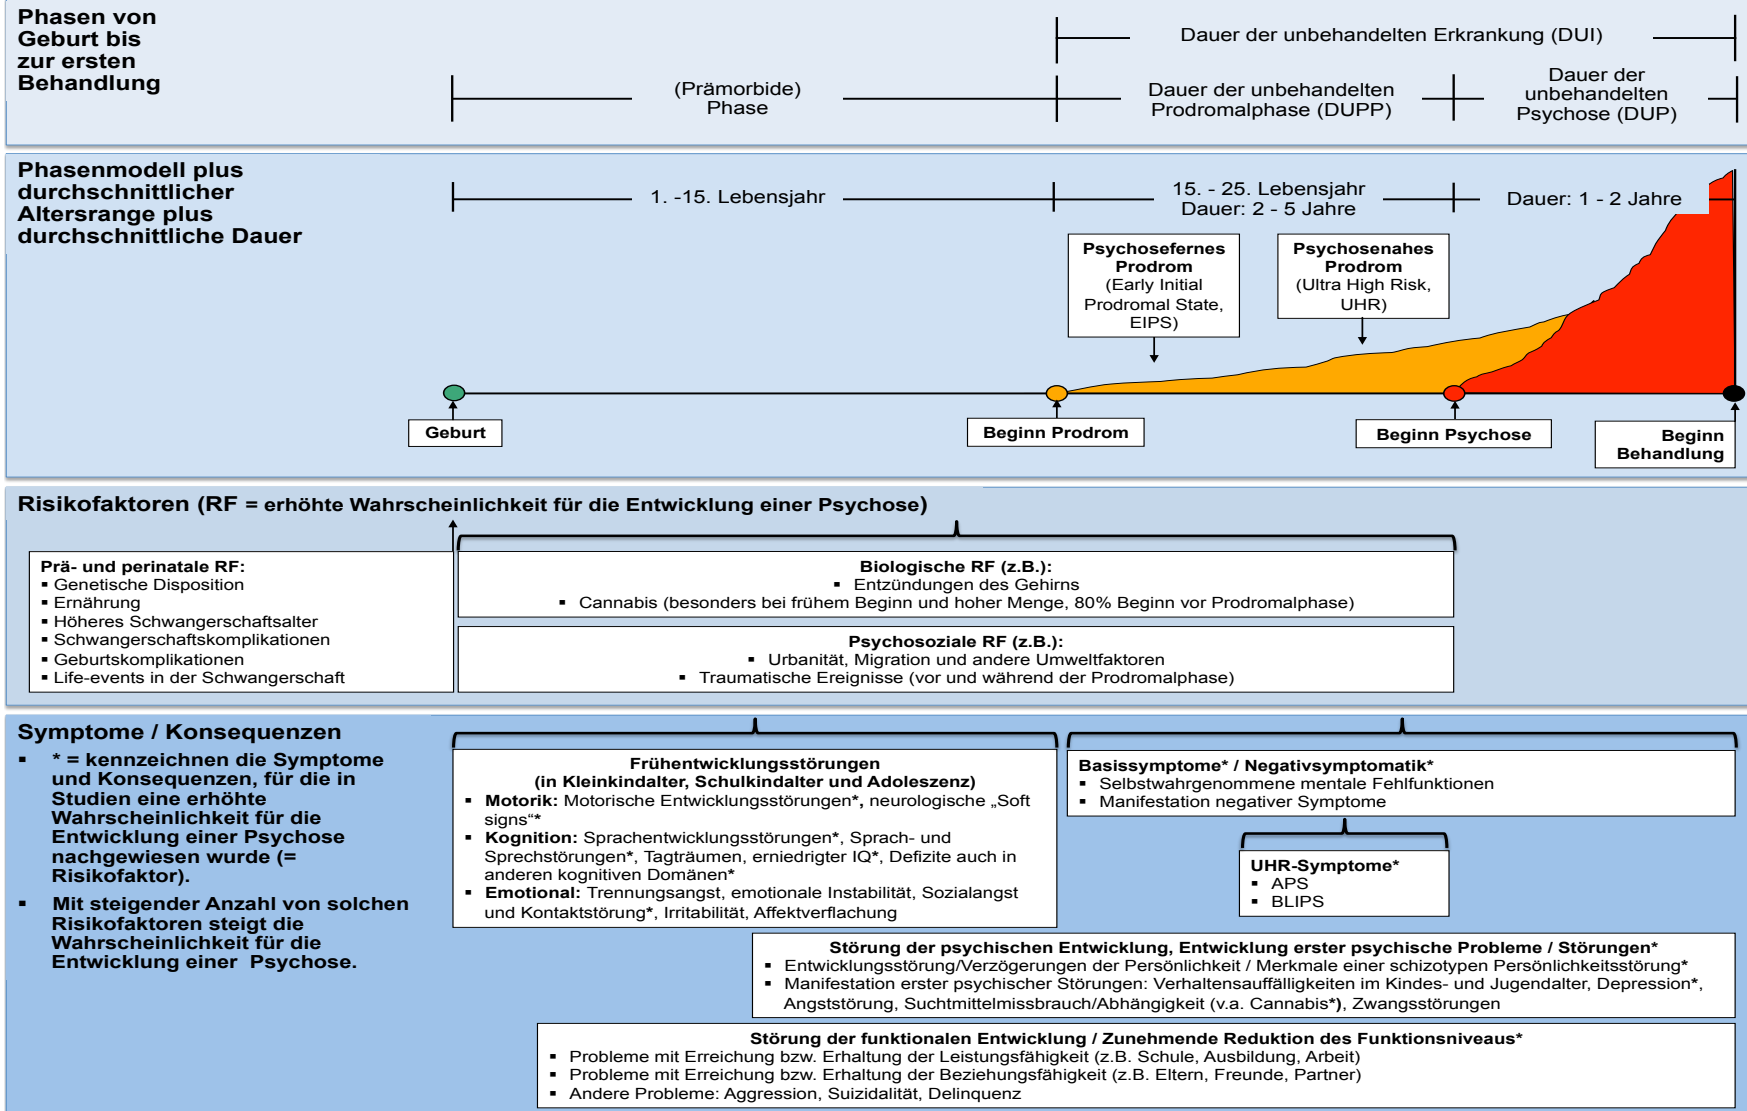 Phasen von
Geburt bis
zur ersten
Behandlung
Dauer der unbehandelten Erkrankung (DUI)
(Prämorbide)
Phase
Dauer der unbehandelten
Prodromalphase (DUPP)
Dauer der
unbehandelten
Psychose (DUP)
Phasenmodell plus
durchschnittlicher
Altersrange plus
durchschnittliche Dauer
1. -15. Lebensjahr
15. - 25. Lebensjahr
Dauer: 2 - 5 Jahre
Dauer: 1 - 2 Jahre
Psychosefernes
Prodrom
(Early Initial
Prodromal State,
EIPS)
Psychosenahes
Prodrom
(Ultra High Risk,
UHR)
Geburt
Beginn Prodrom
Beginn Psychose
Beginn
Behandlung
Risikofaktoren (RF = erhöhte Wahrscheinlichkeit für die Entwicklung einer Psychose)
Prä- und perinatale RF:
▪ Genetische Disposition
▪ Ernährung
▪ Höheres Schwangerschaftsalter
▪ Schwangerschaftskomplikationen
▪ Geburtskomplikationen
▪ Life-events in der Schwangerschaft
Biologische RF (z.B.):
▪ Entzündungen des Gehirns
▪ Cannabis (besonders bei frühem Beginn und hoher Menge, 80% Beginn vor Prodromalphase)
Psychosoziale RF (z.B.):
▪ Urbanität, Migration und andere Umweltfaktoren
▪ Traumatische Ereignisse (vor und während der Prodromalphase)
Symptome / Konsequenzen
▪ * = kennzeichnen die Symptome
und Konsequenzen, für die in
Studien eine erhöhte
Wahrscheinlichkeit für die
Entwicklung einer Psychose
nachgewiesen wurde (=
Risikofaktor).
▪ Mit steigender Anzahl von solchen
Risikofaktoren steigt die
Wahrscheinlichkeit für die
Entwicklung einer Psychose.
Frühentwicklungsstörungen
(in Kleinkindalter, Schulkindalter und Adoleszenz)
▪ Motorik: Motorische Entwicklungsstörungen*, neurologische „Soft
signs“*
▪ Kognition: Sprachentwicklungsstörungen*, Sprach- und
Sprechstörungen*, Tagträumen, erniedrigter IQ*, Defizite auch in
anderen kognitiven Domänen*
▪ Emotional: Trennungsangst, emotionale Instabilität, Sozialangst
und Kontaktstörung*, Irritabilität, Affektverflachung
Basissymptome* / Negativsymptomatik*
▪ Selbstwahrgenommene mentale Fehlfunktionen
▪ Manifestation negativer Symptome
UHR-Symptome*
▪ APS
▪ BLIPS
Störung der psychischen Entwicklung, Entwicklung erster psychische Probleme / Störungen*
▪ Entwicklungsstörung/Verzögerungen der Persönlichkeit / Merkmale einer schizotypen Persönlichkeitsstörung*
▪ Manifestation erster psychischer Störungen: Verhaltensauffälligkeiten im Kindes- und Jugendalter, Depression*,
Angststörung, Suchtmittelmissbrauch/Abhängigkeit (v.a. Cannabis*), Zwangsstörungen
Störung der funktionalen Entwicklung / Zunehmende Reduktion des Funktionsniveaus*
▪ Probleme mit Erreichung bzw. Erhaltung der Leistungsfähigkeit (z.B. Schule, Ausbildung, Arbeit)
▪ Probleme mit Erreichung bzw. Erhaltung der Beziehungsfähigkeit (z.B. Eltern, Freunde, Partner)
▪ Andere Probleme: Aggression, Suizidalität, Delinquenz